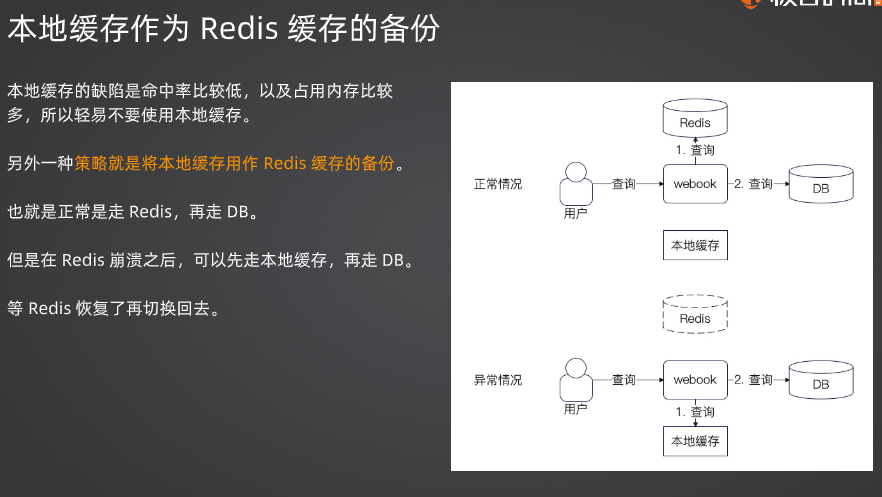 本地缓存作为 Redis 缓存的备份
本地缓存的缺陷是命中率比较低，以及占用内存比较
多，所以轻易不要使用本地缓存。
另外一种策略就是将本地缓存用作 Redis 缓存的备份。
也就是正常是走 Redis，再走 DB。
但是在 Redis 崩溃之后，可以先走本地缓存，再走 DB。
等 Redis 恢复了再切换回去。
Redis
1. 查询
正常情况
查询
webook
2. 查询
DB
用户
本地缓存
Redis
异常情况
查询
webook
2. 查询
DB
用户
1. 查询
本地缓存